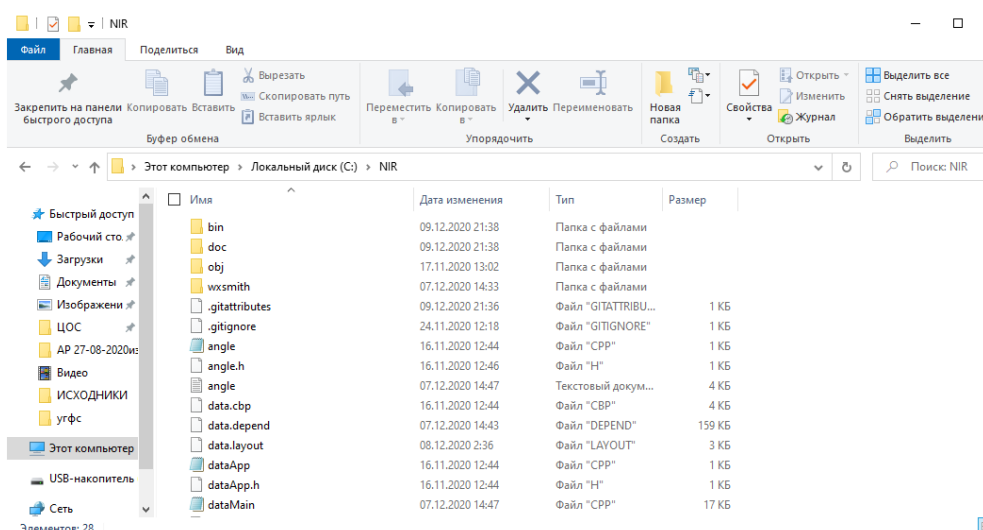 NIR
Файл Главная Поделиться Вид
Закрепить на панели быстрого доступа
Копировать
Вставить
Вырезать
Скопировать путь
Вставить ярлык
Переместить в
Копировать в
Удалить
Переименовать
Новая папка
Свойства
Открыть
Изменить
Журнал
Выделить все
Снять выделение
Обратить выделени
Буфер обмена Упорядочить Создать Открыть Выделить
Этот компьютер > Локальный диск (C:) > NIR
Поиск: NIR
Имя Дата изменения Тип Размер
Быстрый доступ
Рабочий сто.
Загрузки
Документы
Изображени
ЦОС
АР 27-08-2020из
Видео
ИСХОДНИКИ
угфс
Этот компьютер
USB-накопитель
Сеть
bin 09.12.2020 21:38 Папка с файлами
doc 09.12.2020 21:38 Папка с файлами
obj 17.11.2020 13:02 Папка с файлами
wxsmith 07.12.2020 14:33 Папка с файлами
.gitattributes 09.12.2020 21:36 Файл "GITATTRIBU... 1 КБ
.gitignore 24.11.2020 12:18 Файл "GITIGNORE" 1 КБ
angle 16.11.2020 12:44 Файл "CPP" 1 КБ
angle.h 16.11.2020 12:46 Файл "H" 1 КБ
angle 07.12.2020 14:47 Текстовый докум... 4 КБ
data.cbp 16.11.2020 12:44 Файл "CBP" 4 КБ
data.depend 07.12.2020 14:43 Файл "DEPEND" 159 КБ
data.layout 08.12.2020 2:36 Файл "LAYOUT" 3 КБ
dataApp 16.11.2020 12:44 Файл "CPP" 1 КБ
dataApp.h 16.11.2020 12:44 Файл "H" 1 КБ
dataMain 07.12.2020 14:47 Файл "CPP" 17 КБ
Элементов: 28